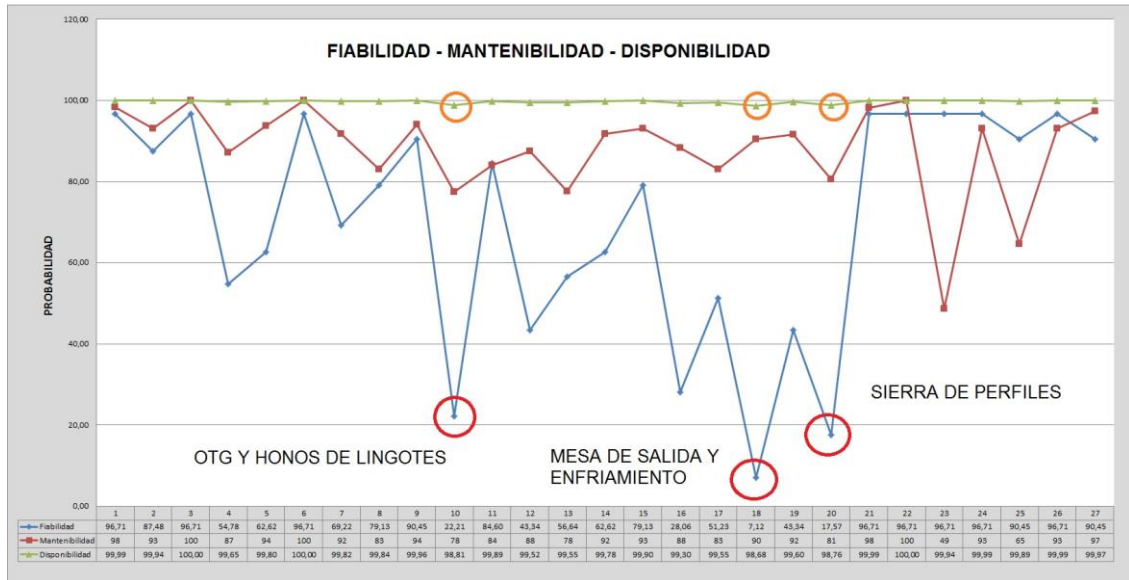 FIABILIDAD - MANTENIBILIDAD - DISPONIBILIDAD
120,00
100,00
80,00
60,00
40,00
20,00
0,00
PROBABILIDAD
SIERRA DE PERFILES
OTG Y HONOS DE LINGOTES
MESA DE SALIDA Y
ENFRIAMIENTO
1 2 3 4 5 6 7 8 9 10 11 12 13 14 15 16 17 18 19 20 21 22 23 24 25 26 27
Fiabilidad 96,71 87,48 96,71 54,78 62,62 96,71 69,22 79,13 90,45 22,21 84,60 43,34 56,64 62,62 79,13 28,06 51,23 7,12 43,34 17,57 96,71 96,71 96,71 96,71 90,45 96,71 90,45
Mantenibilidad 98 93 100 87 94 100 92 83 94 78 84 88 78 92 93 88 83 90 92 81 98 100 49 93 65 93 97
Disponibilidad 99,99 99,94 100,00 99,65 99,80 100,00 99,82 99,84 99,96 98,81 99,89 99,52 99,55 99,78 99,90 99,30 99,55 98,68 99,60 98,76 99,99 100,00 99,94 99,99 99,89 99,99 99,97